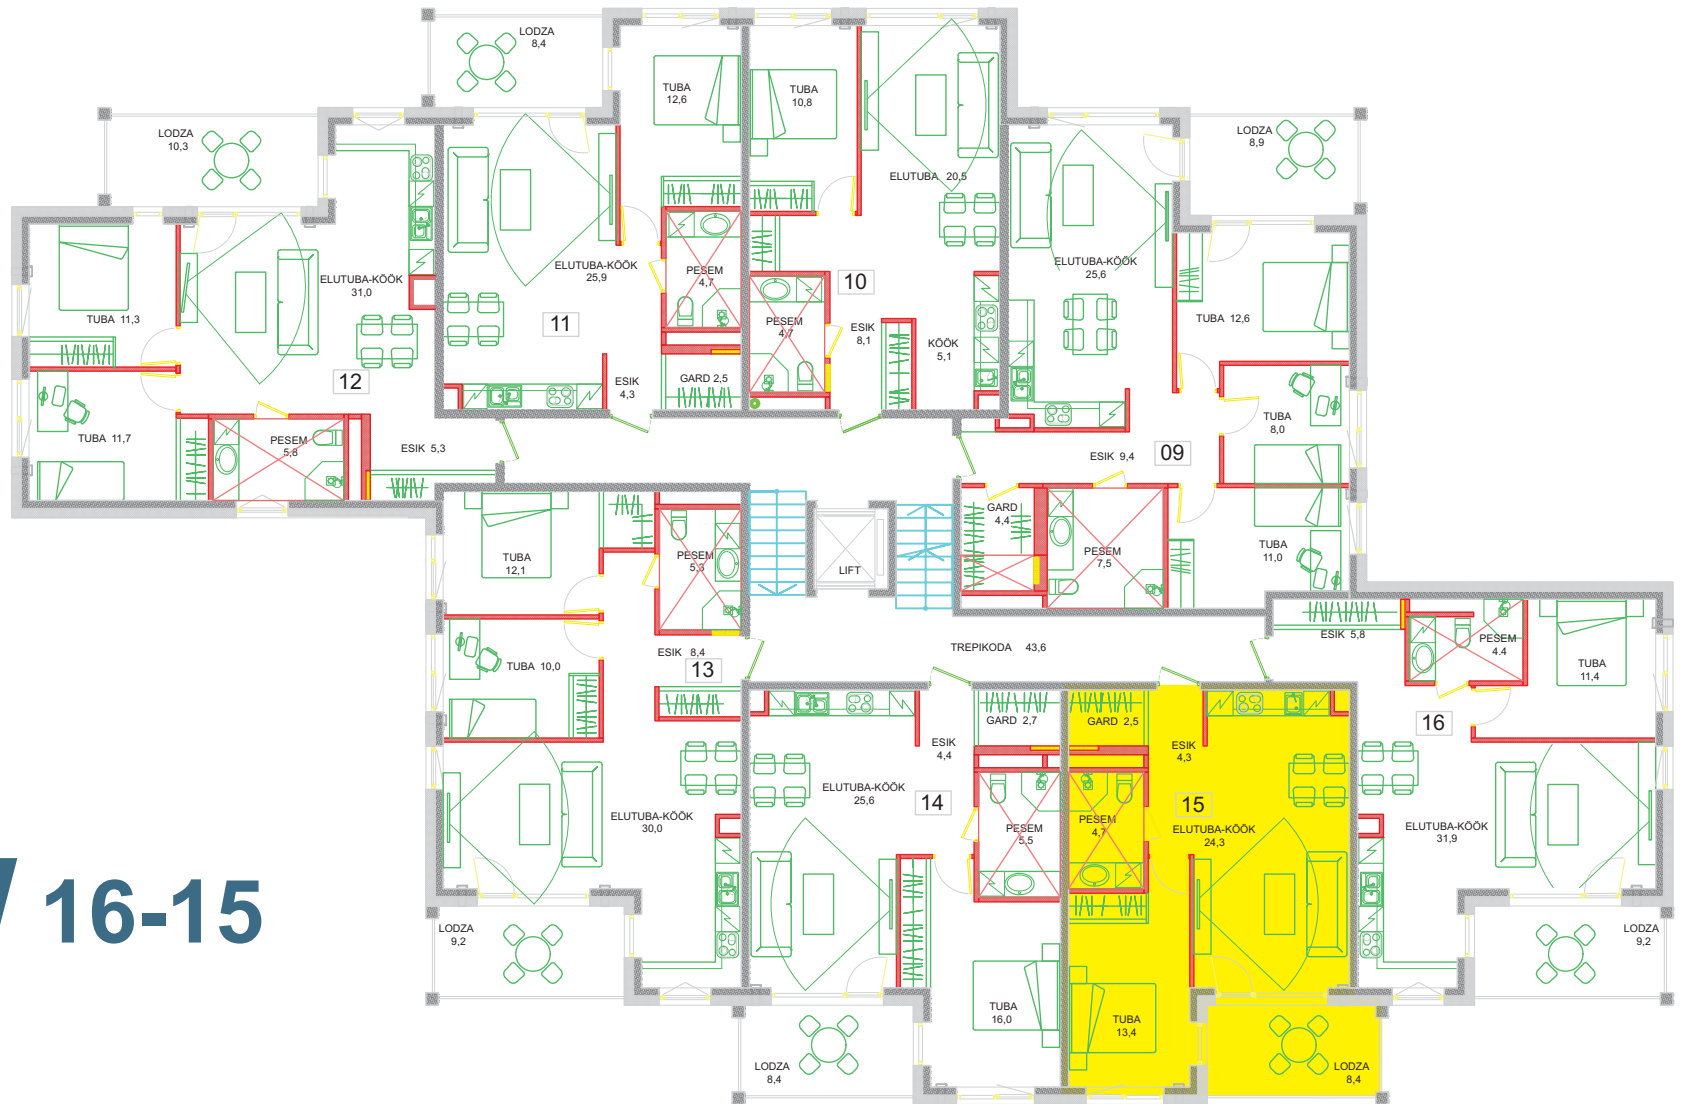 LODZA
8,4
TUBA
12,6
TUBA
10,8
LODZA
10,3
LODZA
8,9
ELUTUBA 20,5
ELUTUBA-KÖÖK
25,9
PESEM
4,7
ELUTUBA-KÖÖK
31,0
ELUTUBA-KÖÖK
25,6
TUBA 11,3
TUBA 12,6
10
11
12
PESEM
4,7
ESIK
8,1
KÖÖK
5,1
GARD 2,5
ESIK
4,3
TUBA 11,7
PESEM
5,8
ESIK 5,3
TUBA
8,0
ESIK 9,4
09
GARD
4,4
PESEM
7,5
TUBA
11,0
TUBA
12,1
PESEM
5,3
LIFT
TUBA 10,0
ESIK 8,4
13
TREPIKODA 43,6
ESIK 5,8
PESEM
4.4
TUBA
11,4
16
GARD 2,7
GARD 2,5
ESIK
4,4
ESIK
4,3
ELUTUBA-KÖÖK
25,6
14
15
ELUTUBA-KÖÖK
30,0
PESEM
5,5
PESEM
4,7
ELUTUBA-KÖÖK
24,3
ELUTUBA-KÖÖK
31,9
16-15
LODZA
9,2
LODZA
9,2
TUBA
16,0
TUBA
13,4
LODZA
8,4
LODZA
8,4